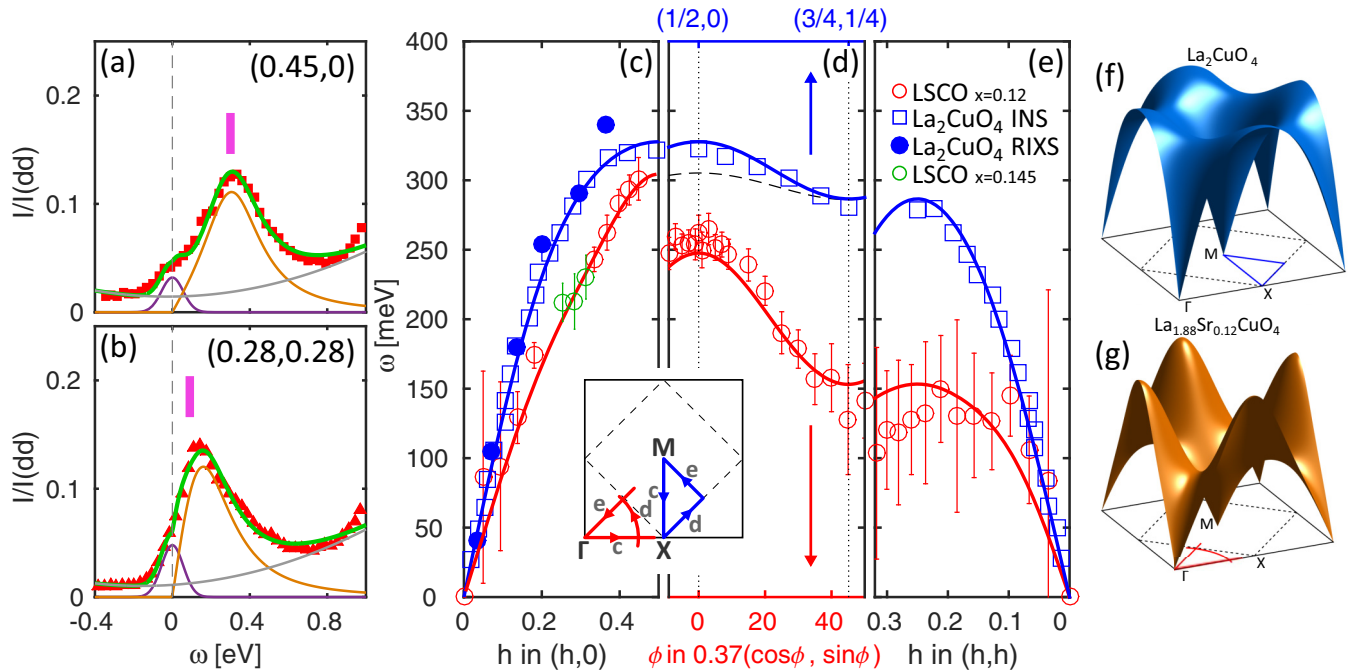 (a)
(0.45,0)
I/I(dd)
0.2
0.1
0
(b)
(0.28,0.28)
I/I(dd)
0.2
0.1
0
-0.4
0
0.4
0.8
ω [eV]
(1/2,0)
(3/4,1/4)
(c)
(d)
(e)
ω [meV]
400
350
300
250
200
150
100
50
0
LSCO x=0.12
La2CuO4 INS
La2CuO4 RIXS
LSCO x=0.145
M
e
c
d
e
d
c
Γ
X
0
0.2
0.4
h in (h,0)
0
20
40
ϕ in 0.37(cosϕ, sinϕ)
0.3
0.2
0.1
0
h in (h,h)
(f)
La2CuO4
M
Γ
X
La1.88Sr0.12CuO4
(g)
M
Γ
X